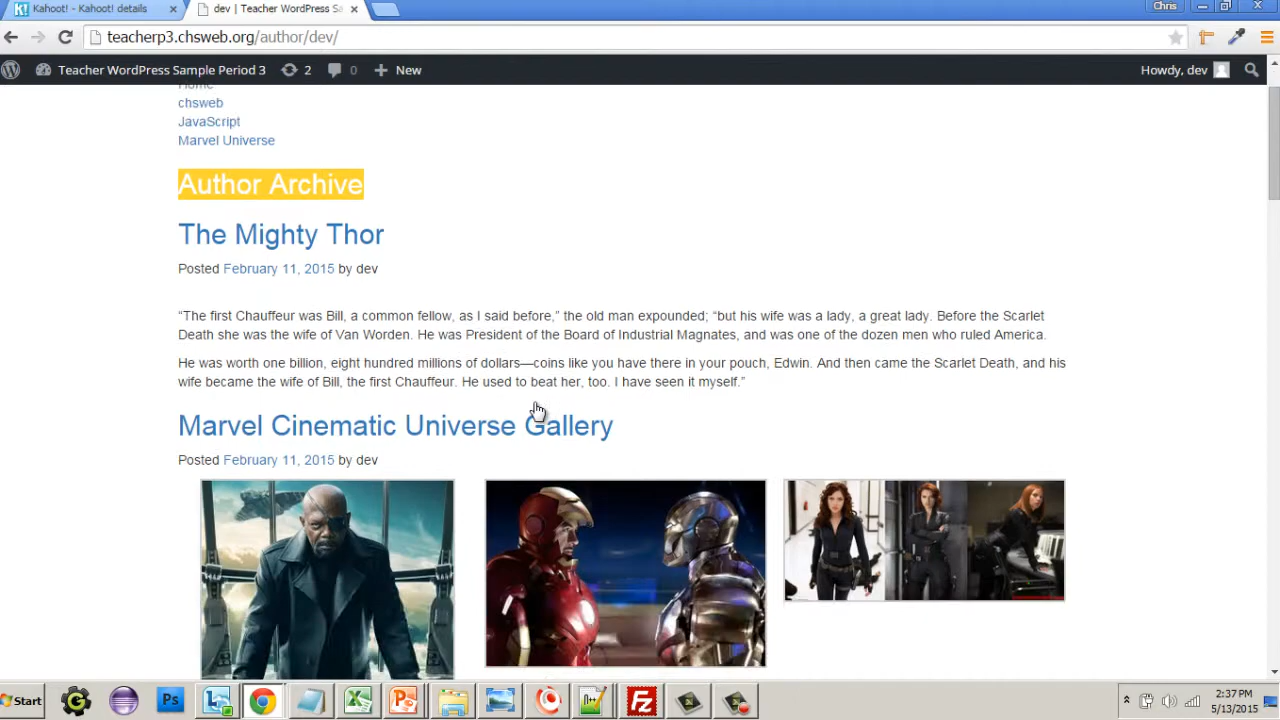 Kahoot! - Kahoot! details
dev | Teacher WordPress Sa
Chris
teacherp3.chsweb.org/author/dev/
Teacher WordPress Sample Period 3
2
0
New
Howdy, dev
Home
chsweb
JavaScript
Marvel Universe
Author Archive
The Mighty Thor
Posted February 11, 2015 by dev
“The first Chauffeur was Bill, a common fellow, as I said before,” the old man expounded; “but his wife was a lady, a great lady. Before the Scarlet
Death she was the wife of Van Worden. He was President of the Board of Industrial Magnates, and was one of the dozen men who ruled America.
He was worth one billion, eight hundred millions of dollars—coins like you have there in your pouch, Edwin. And then came the Scarlet Death, and his
wife became the wife of Bill, the first Chauffeur. He used to beat her, too. I have seen it myself.”
Marvel Cinematic Universe Gallery
Posted February 11, 2015 by dev
Start
Ps
2:37 PM
5/13/2015